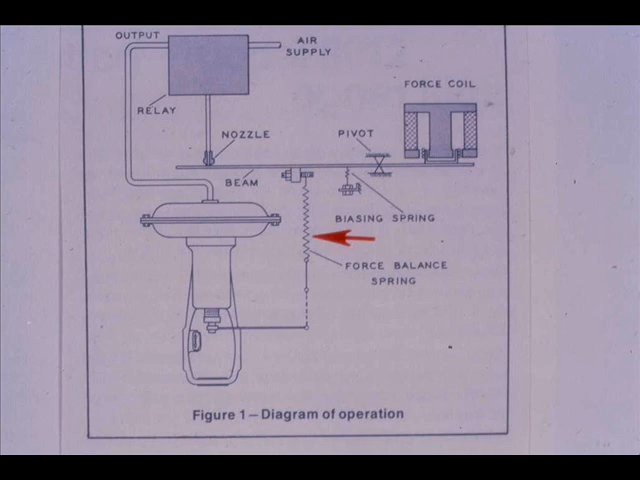 OUTPUT
AIR
SUPPLY
FORCE COIL
RELAY
NOZZLE
PIVOT
BEAM
BIASING SPRING
FORCE BALANCE
SPRING
Figure 1—Diagram of operation